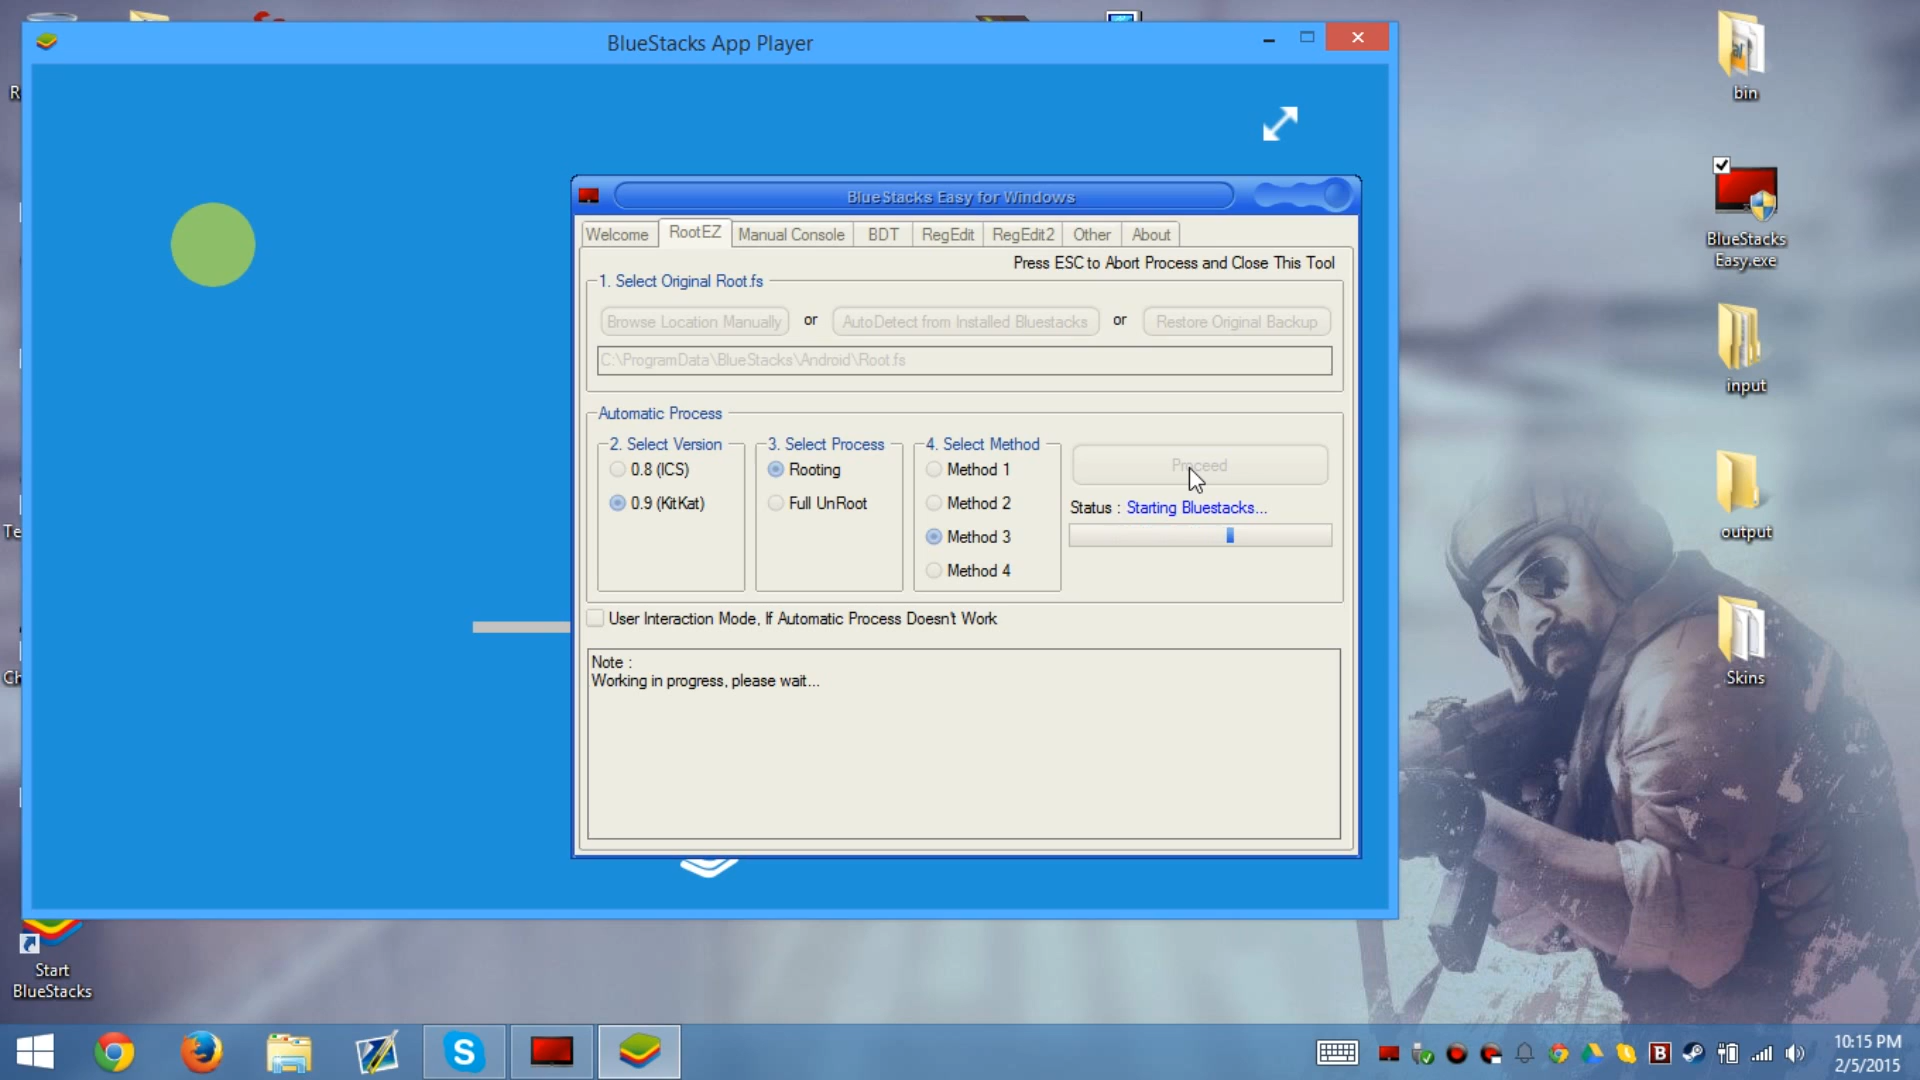 BlueStacks App Player
bin
BlueStacks
Easy.exe
input
output
Skins
BlueStacks Easy for Windows
Welcome RootEZ Manual Console BDT RegEdit RegEdit2 Other About
Press ESC to Abort Process and Close This Tool
1. Select Original Root.fs
Browse Location Manually or AutoDetect from Installed Bluestacks or Restore Original Backup
C:\ProgramData\BlueStacks\Android\Root.fs
Automatic Process
2. Select Version
0.8 (ICS)
0.9 (KitKat)
3. Select Process
Rooting
Full UnRoot
4. Select Method
Method 1
Method 2
Method 3
Method 4
Proceed
Status : Starting Bluestacks...
User Interaction Mode, If Automatic Process Doesn't Work
Note :
Working in progress, please wait...
R
Te
Ch
Start
BlueStacks
S
B
10:15 PM
2/5/2015